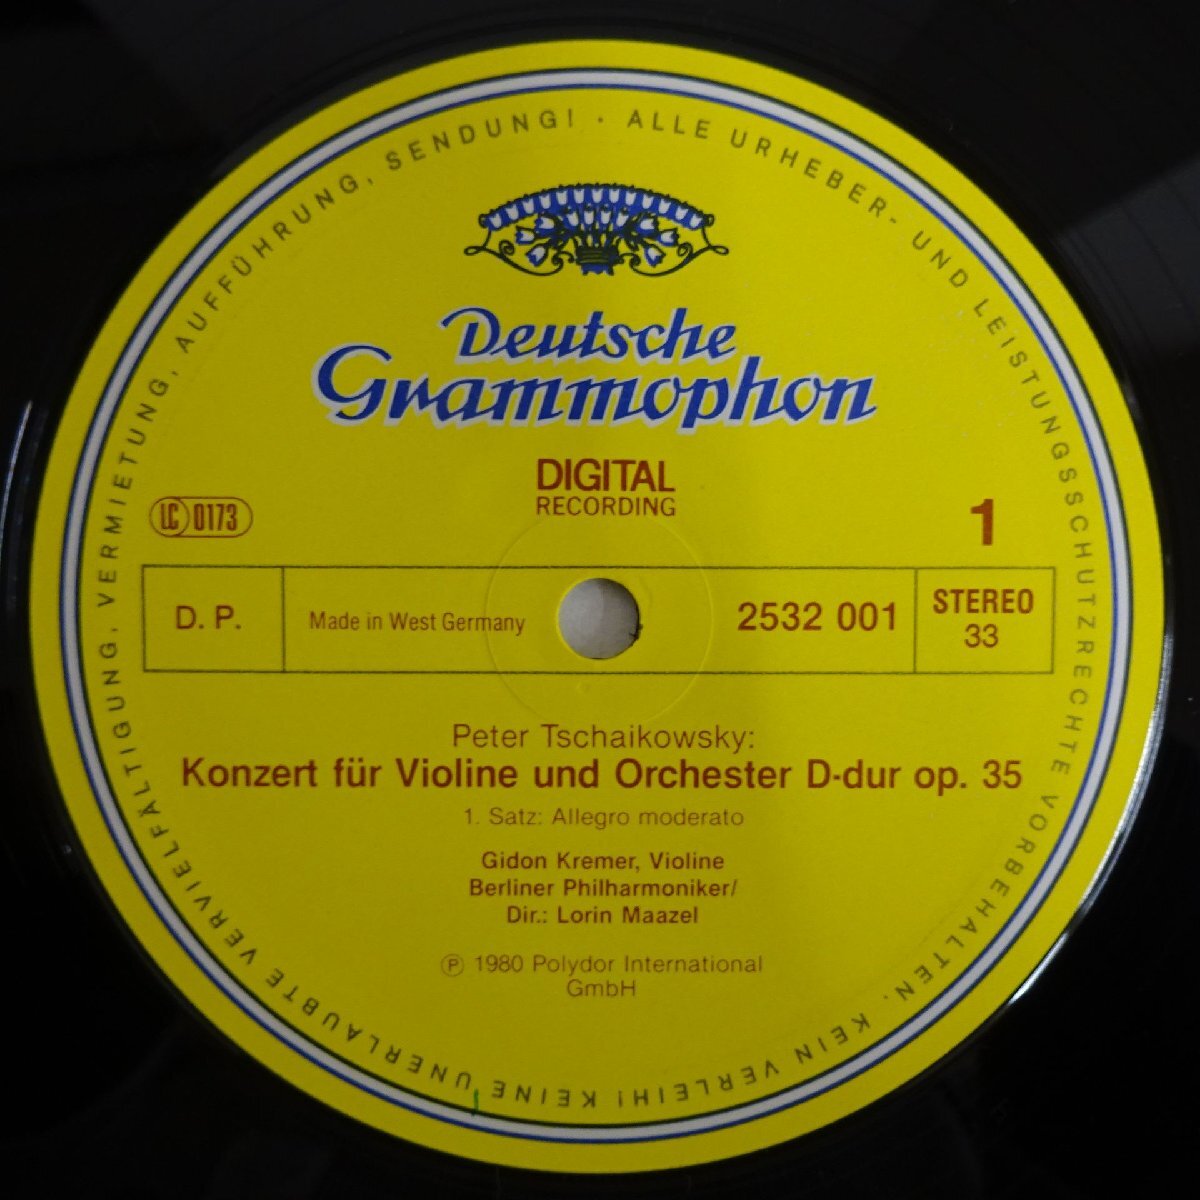 ALLE URHEBER- UND LEISTUNGSSCHUTZRECHTE VORBEHALTEN. KEIN VERLEIH! KEINE UNERLAUBTE VERVIELFÄLTIGUNG, VERMIETUNG, AUFFÜHRUNG, SENDUNG! ·
Deutsche
Grammophon
DIGITAL
RECORDING
LC 0173
1
D. P.
Made in West Germany
2532 001
STEREO
33
Peter Tschaikowsky:
Konzert für Violine und Orchester D-dur op. 35
1. Satz: Allegro moderato
Gidon Kremer, Violine
Berliner Philharmoniker/
Dir.: Lorin Maazel
℗ 1980 Polydor International
GmbH